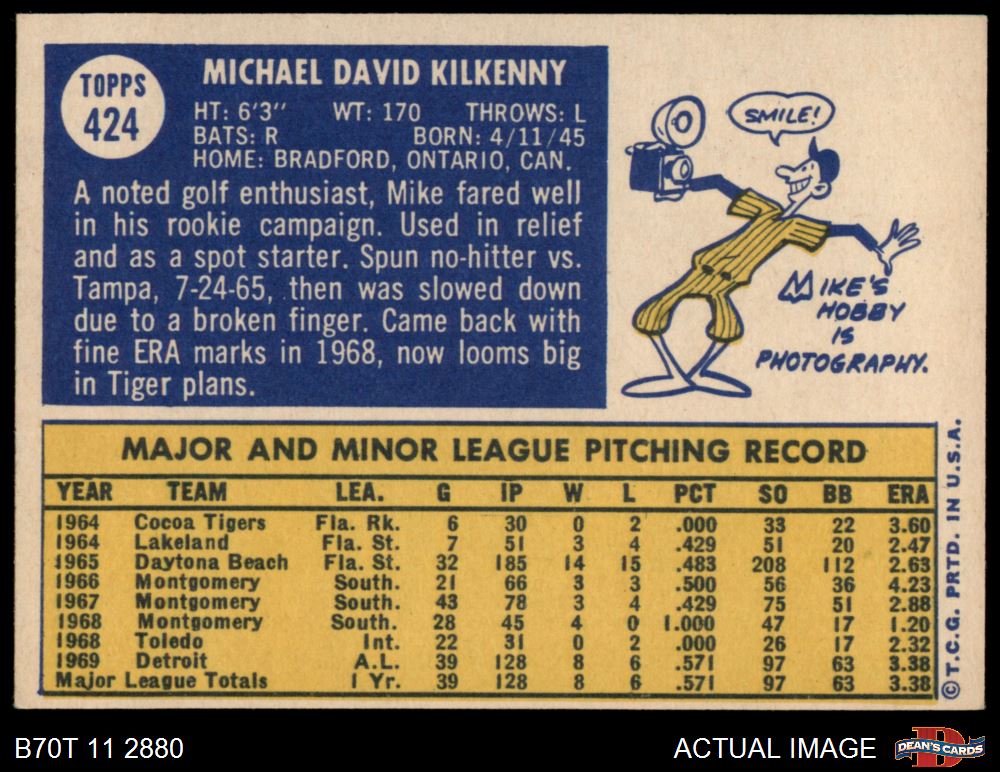 TOPPS
424
MICHAEL DAVID KILKENNY
HT: 6'3" WT: 170 THROWS: L
BATS: R BORN: 4/11/45
HOME: BRADFORD, ONTARIO, CAN.
A noted golf enthusiast, Mike fared well
in his rookie campaign. Used in relief
and as a spot starter. Spun no-hitter vs.
Tampa, 7-24-65, then was slowed down
due to a broken finger. Came back with
fine ERA marks in 1968, now looms big
in Tiger plans.
SMILE!
MIKE'S
HOBBY
IS
PHOTOGRAPHY.
MAJOR AND MINOR LEAGUE PITCHING RECORD
YEAR TEAM LEA. G IP W L PCT SO BB ERA
1964 Cocoa Tigers Fla. Rk. 6 30 0 2 .000 33 22 3.60
1964 Lakeland Fla. St. 7 51 3 4 .429 51 20 2.47
1965 Daytona Beach Fla. St. 32 185 14 15 .483 208 112 2.63
1966 Montgomery South. 21 66 3 3 .500 56 36 4.23
1967 Montgomery South. 43 78 3 4 .429 75 51 2.88
1968 Montgomery South. 28 45 4 0 1.000 47 17 1.20
1968 Toledo Int. 22 31 0 2 .000 26 17 2.32
1969 Detroit A.L. 39 128 8 6 .571 97 63 3.38
Major League Totals 1 Yr. 39 128 8 6 .571 97 63 3.38
© T.C.G. PRTD. IN U.S.A.
B70T 11 2880
ACTUAL IMAGE
D
DEAN'S CARDS